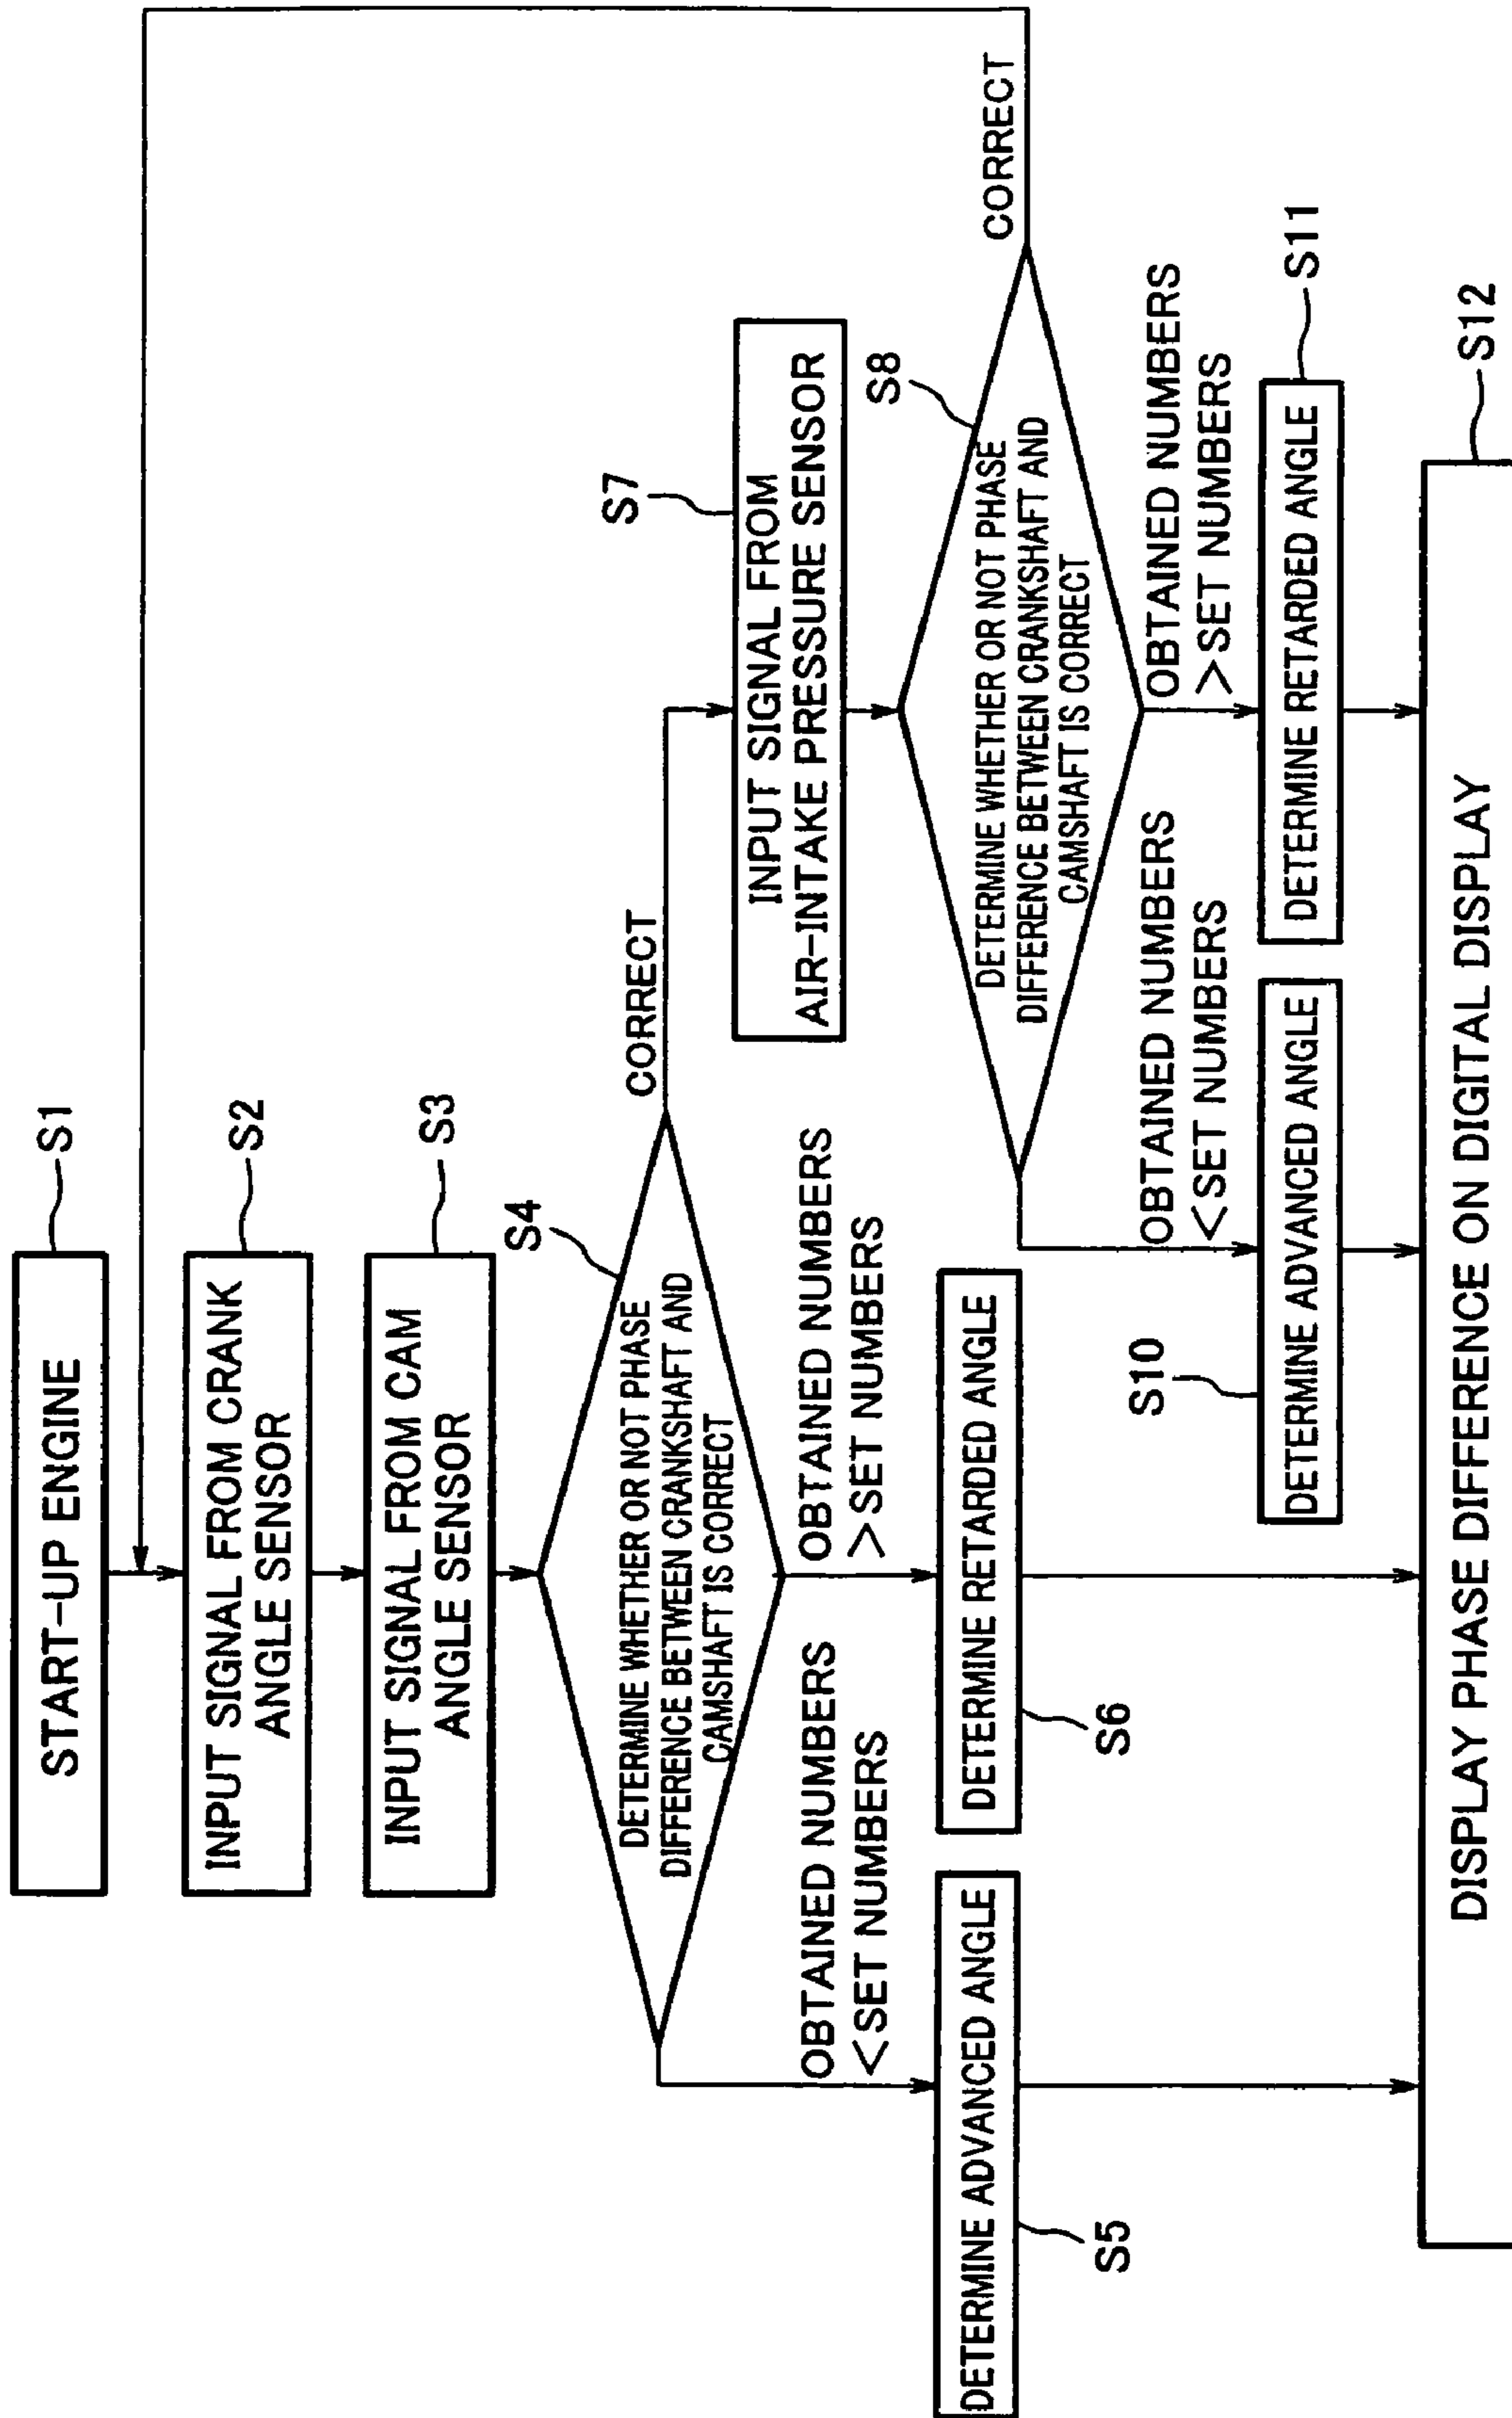 START-UP ENGINE
S1
INPUT SIGNAL FROM CRANK
ANGLE SENSOR
S2
INPUT SIGNAL FROM CAM
ANGLE SENSOR
S3
S4
DETERMINE WHETHER OR NOT PHASE
DIFFERENCE BETWEEN CRANKSHAFT AND
CAMSHAFT IS CORRECT
CORRECT
OBTAINED NUMBERS
<SET NUMBERS
OBTAINED NUMBERS
>SET NUMBERS
DETERMINE ADVANCED ANGLE
S5
DETERMINE RETARDED ANGLE
S6
S7
INPUT SIGNAL FROM
AIR-INTAKE PRESSURE SENSOR
S8
DETERMINE WHETHER OR NOT PHASE
DIFFERENCE BETWEEN CRANKSHAFT AND
CAMSHAFT IS CORRECT
CORRECT
OBTAINED NUMBERS
<SET NUMBERS
OBTAINED NUMBERS
>SET NUMBERS
S10
DETERMINE ADVANCED ANGLE
DETERMINE RETARDED ANGLE
S11
DISPLAY PHASE DIFFERENCE ON DIGITAL DISPLAY
S12